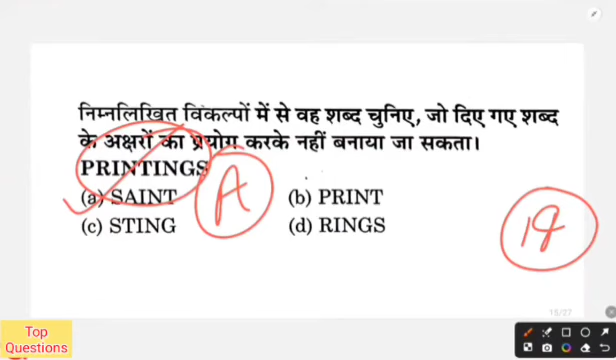 निम्नलिखित विकल्पों में से वह शब्द चुनिए, जो दिए गए शब्द
के अक्षरों का प्रयोग करके नहीं बनाया जा सकता।
PRINTINGS
(a) SAINT (b) PRINT
(c) STING (d) RINGS
A
18
15/27
Top
Questions